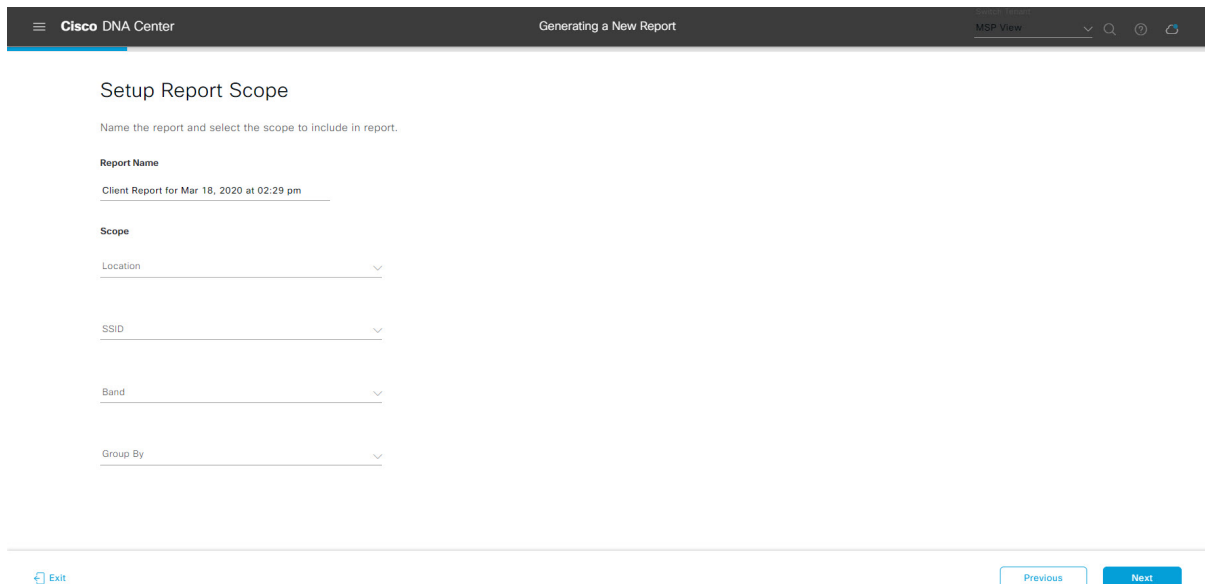 Cisco DNA Center
Generating a New Report
MSP View
Setup Report Scope
Name the report and select the scope to include in report.
Report Name
Client Report for Mar 18, 2020 at 02:29 pm
Scope
Location
SSID
Band
Group By
Exit
Previous
Next